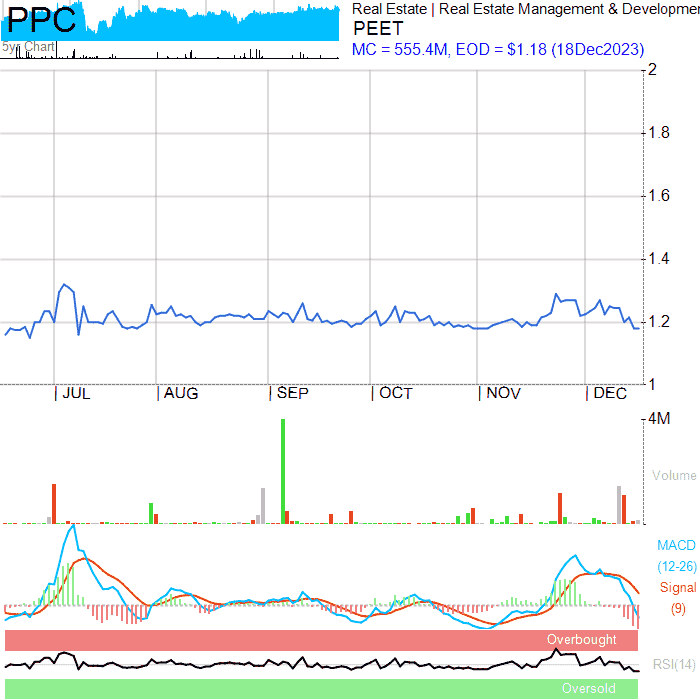 PPC
Real Estate | Real Estate Management & Developmen
PEET
MC = 555.4M, EOD = $1.18 (18Dec2023)
5yr Chart
2
1.8
1.6
1.4
1.2
1
JUL
AUG
SEP
OCT
NOV
DEC
4M
Volume
MACD
(12-26)
Signal
(9)
Overbought
RSI(14)
Oversold